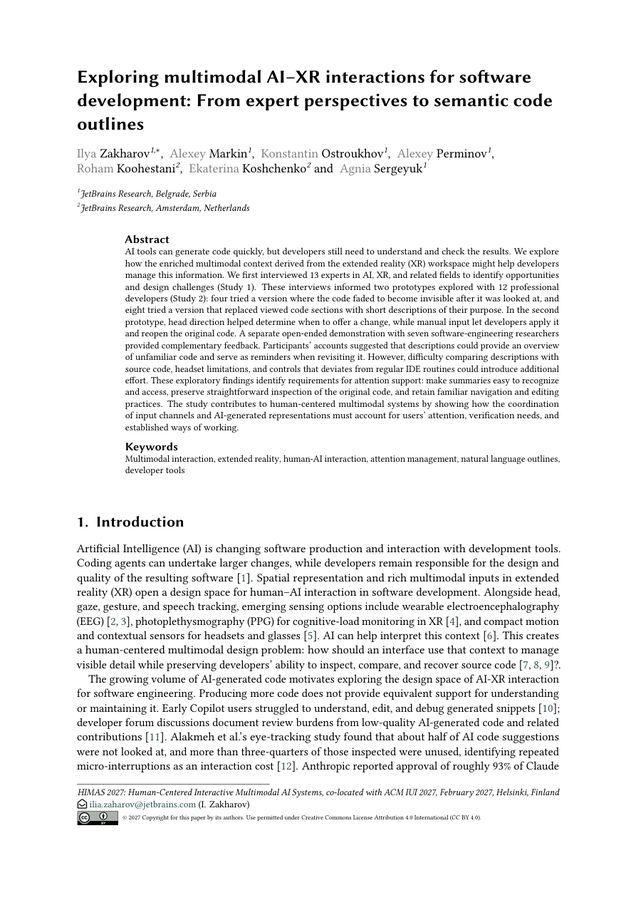 Exploring multimodal AI–XR interactions for software
development: From expert perspectives to semantic code
outlines
Ilya Zakharov1,*, Alexey Markin1, Konstantin Ostroukhov1, Alexey Perminov1,
Roham Koohestani2, Ekaterina Koshchenko2 and Agnia Sergeyuk1
1JetBrains Research, Belgrade, Serbia
2JetBrains Research, Amsterdam, Netherlands
Abstract
AI tools can generate code quickly, but developers still need to understand and check the results. We explore
how the enriched multimodal context derived from the extended reality (XR) workspace might help developers
manage this information. We first interviewed 13 experts in AI, XR, and related fields to identify opportunities
and design challenges (Study 1). These interviews informed two prototypes explored with 12 professional
developers (Study 2): four tried a version where the code faded to become invisible after it was looked at, and
eight tried a version that replaced viewed code sections with short descriptions of their purpose. In the second
prototype, head direction helped determine when to offer a change, while manual input let developers apply it
and reopen the original code. A separate open-ended demonstration with seven software-engineering researchers
provided complementary feedback. Participants' accounts suggested that descriptions could provide an overview
of unfamiliar code and serve as reminders when revisiting it. However, difficulty comparing descriptions with
source code, headset limitations, and controls that deviates from regular IDE routines could introduce additional
effort. These exploratory findings identify requirements for attention support: make summaries easy to recognize
and access, preserve straightforward inspection of the original code, and retain familiar navigation and editing
practices. The study contributes to human-centered multimodal systems by showing how the coordination
of input channels and AI-generated representations must account for users' attention, verification needs, and
established ways of working.
Keywords
Multimodal interaction, extended reality, human-AI interaction, attention management, natural language outlines,
developer tools
1. Introduction
Artificial Intelligence (AI) is changing software production and interaction with development tools.
Coding agents can undertake larger changes, while developers remain responsible for the design and
quality of the resulting software [1]. Spatial representation and rich multimodal inputs in extended
reality (XR) open a design space for human–AI interaction in software development. Alongside head,
gaze, gesture, and speech tracking, emerging sensing options include wearable electroencephalography
(EEG) [2, 3], photoplethysmography (PPG) for cognitive-load monitoring in XR [4], and compact motion
and contextual sensors for headsets and glasses [5]. AI can help interpret this context [6]. This creates
a human-centered multimodal design problem: how should an interface use that context to manage
visible detail while preserving developers' ability to inspect, compare, and recover source code [7, 8, 9]?.
The growing volume of AI-generated code motivates exploring the design space of AI-XR interaction
for software engineering. Producing more code does not provide equivalent support for understanding
or maintaining it. Early Copilot users struggled to understand, edit, and debug generated snippets [10];
developer forum discussions document review burdens from low-quality AI-generated code and related
contributions [11]. Alakmeh et al.'s eye-tracking study found that about half of AI code suggestions
were not looked at, and more than three-quarters of those inspected were unused, identifying repeated
micro-interruptions as an interaction cost [12]. Anthropic reported approval of roughly 93% of Claude
HIMAS 2027: Human-Centered Interactive Multimodal AI Systems, co-located with ACM IUI 2027, February 2027, Helsinki, Finland
ilia.zaharov@jetbrains.com (I. Zakharov)
© 2027 Copyright for this paper by its authors. Use permitted under Creative Commons License Attribution 4.0 International (CC BY 4.0).